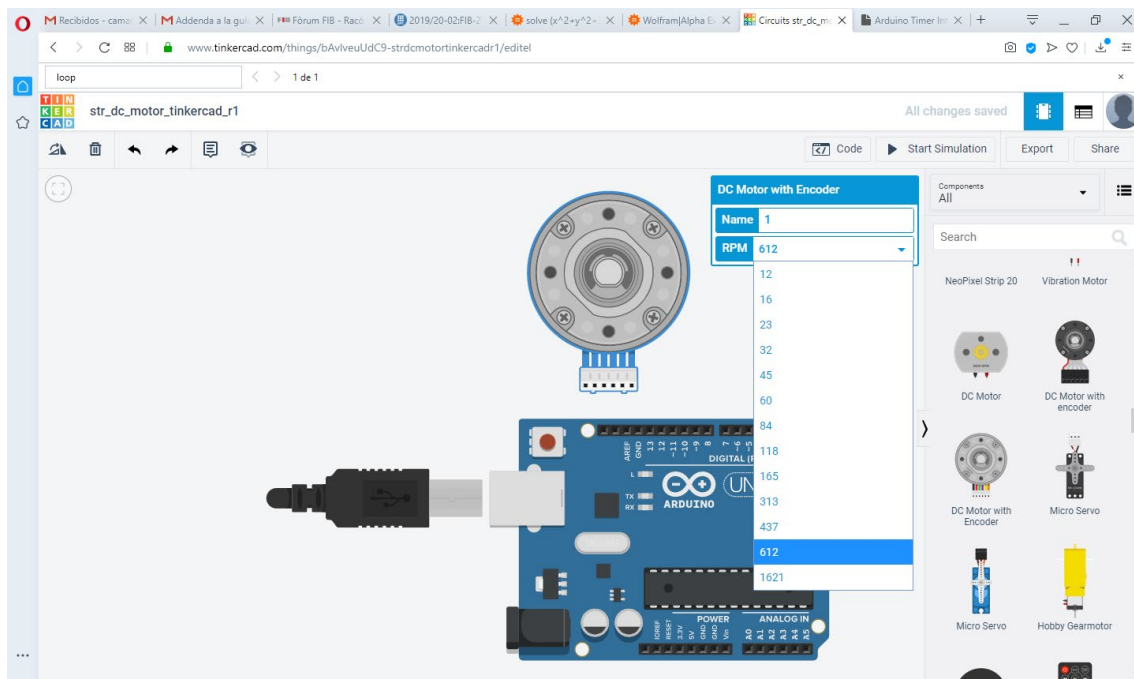 M Recibidos - cama
M Addenda a la guí
Fòrum FIB - Racó
2019/20-02:FIB-2
solve (x^2+y^2-
Wolfram|Alpha E
Circuits str_dc_m
Arduino Timer Int
www.tinkercad.com/things/bAvlveuUdC9-strdcmotortinkercadr1/editel
loop
1 de 1
TIN
KER
CAD
str_dc_motor_tinkercad_r1
All changes saved
Code
Start Simulation
Export
Share
DC Motor with Encoder
Name 1
RPM 612
12
16
23
32
45
60
84
118
165
313
437
612
1621
Components
All
Search
NeoPixel Strip 20
Vibration Motor
DC Motor
DC Motor with
encoder
DC Motor with
Encoder
Micro Servo
Micro Servo
Hobby Gearmotor
AREF
GND
13
12
~11
~10
~9
8
7
~6
~5
DIGITAL (P
L
TX
RX
ARDUINO
UN
POWER
ANALOG IN
IOREF
RESET
3.3V
5V
GND
GND
Vin
A0
A1
A2
A3
A4
A5